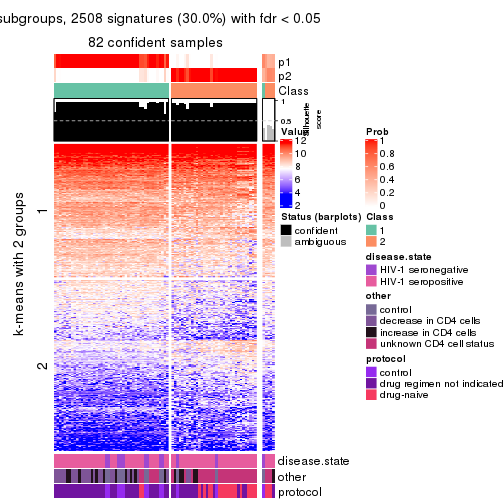 subgroups, 2508 signatures (30.0%) with fdr < 0.05
82 confident samples
p1
p2
Class
1
0.5
0
Silhouette
score
k-means with 2 groups
1
2
Value
12
10
8
6
4
2
Status (barplots)
confident
ambiguous
Prob
1
0.8
0.6
0.4
0.2
0
Class
1
2
disease.state
HIV-1 seronegative
HIV-1 seropositive
other
control
decrease in CD4 cells
increase in CD4 cells
unknown CD4 cell status
protocol
control
drug regimen not indicated
drug-naive
disease.state
other
protocol